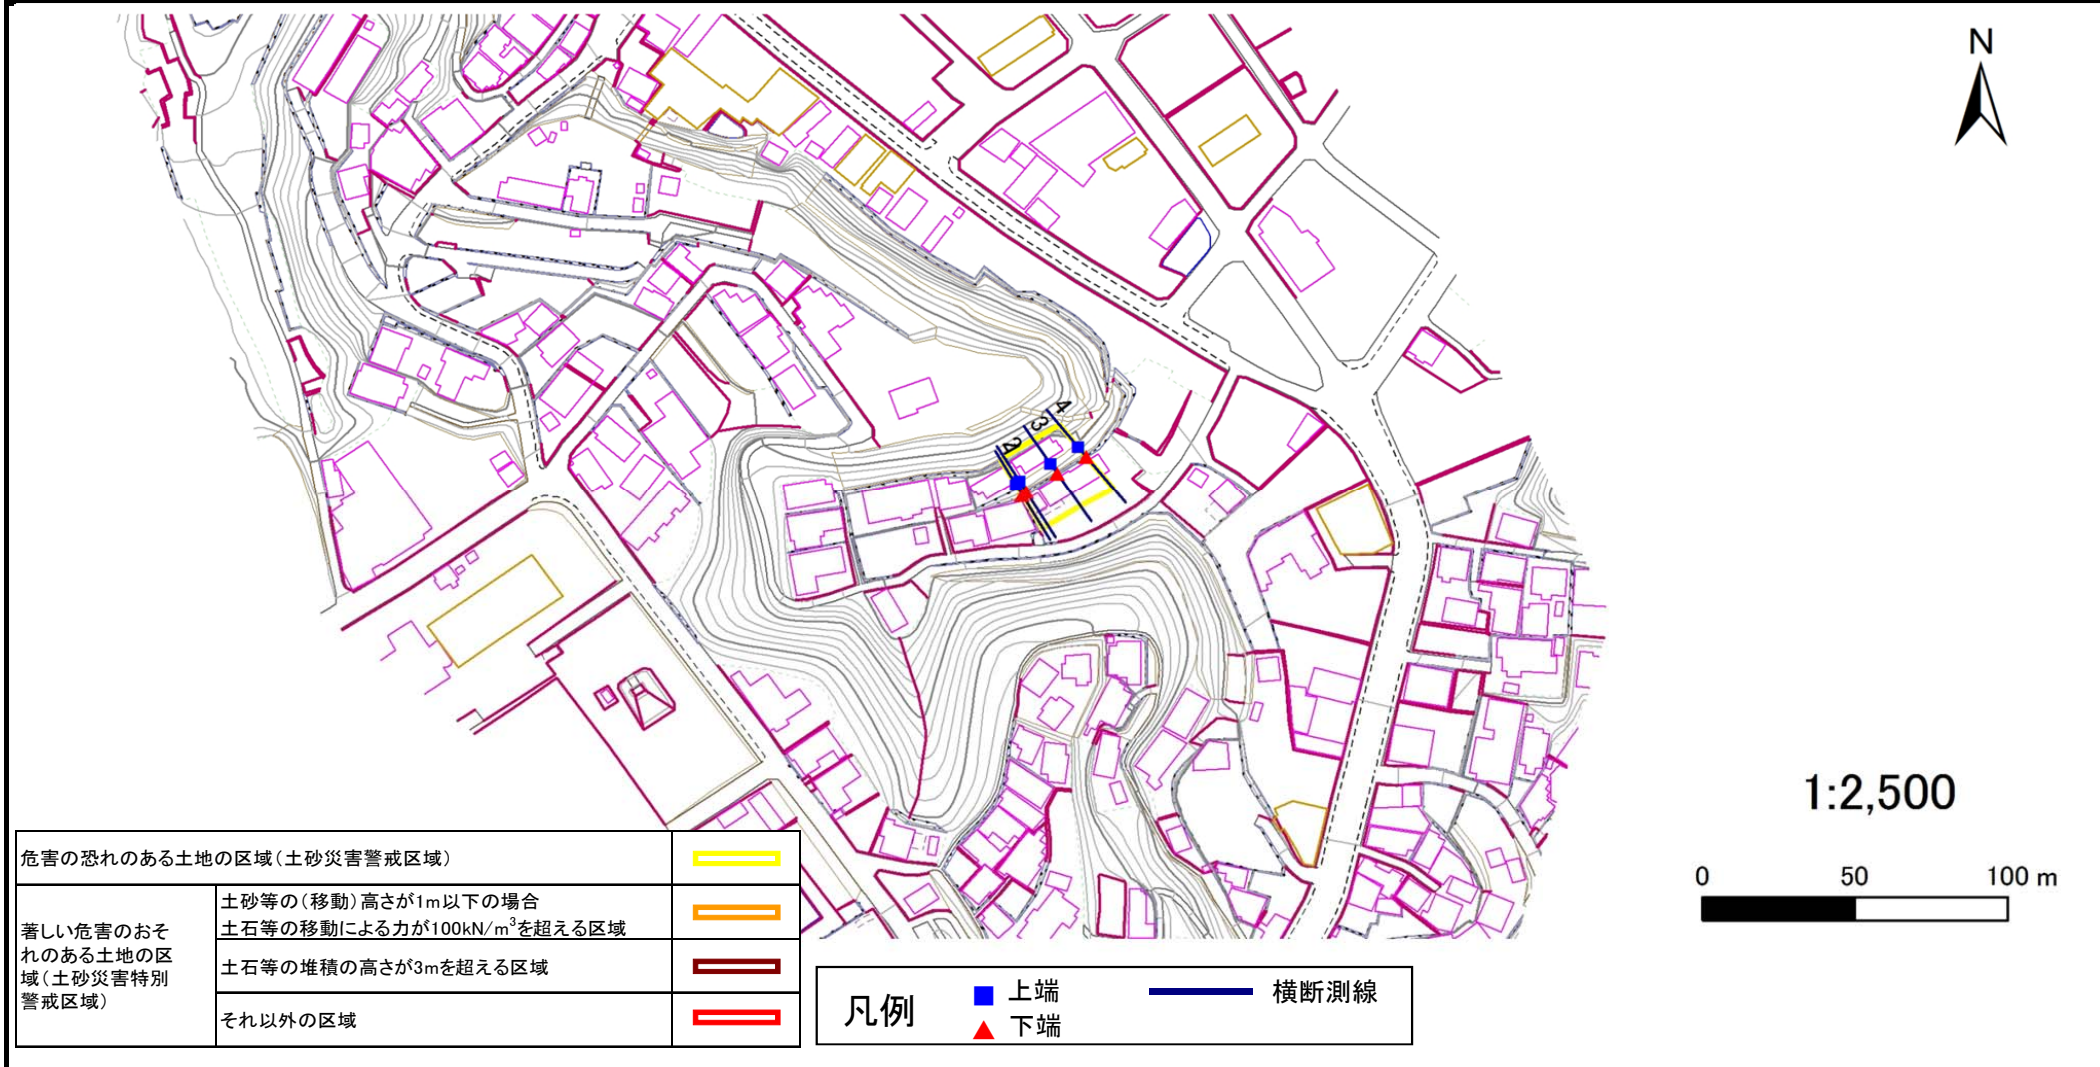 N
4
3
2
1:2,500
0 50 100 m
危害の恐れのある土地の区域(土砂災害警戒区域)
著しい危害のおそ
れのある土地の区
域(土砂災害特別
警戒区域)
土砂等の(移動)高さが1m以下の場合
土石等の移動による力が100kN/m³を超える区域
土石等の堆積の高さが3mを超える区域
それ以外の区域
凡例
上端
下端
横断測線